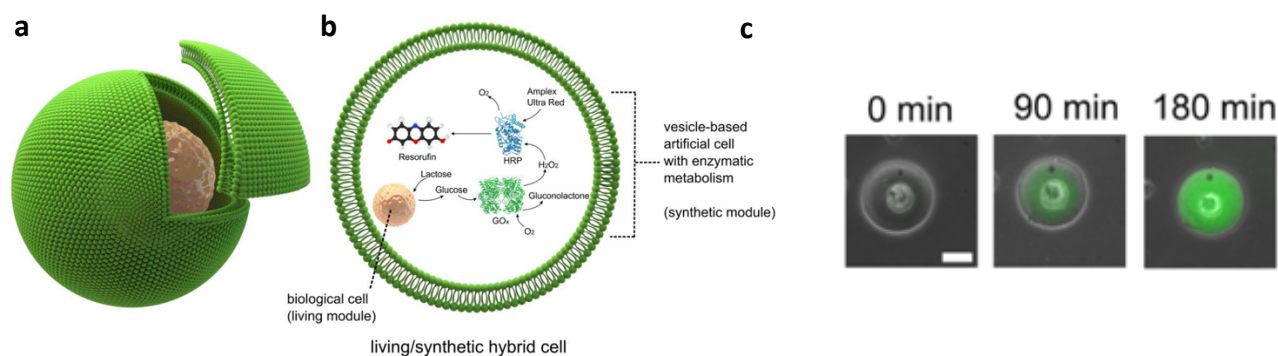 a
b
c
O₂
Amplex
Ultra Red
Resorufin
HRP
H₂O₂
Lactose
Glucose
Gluconolactone
GOₓ
O₂
biological cell
(living module)
living/synthetic hybrid cell
vesicle-based
artificial cell
with enzymatic
metabolism
(synthetic module)
0 min
90 min
180 min